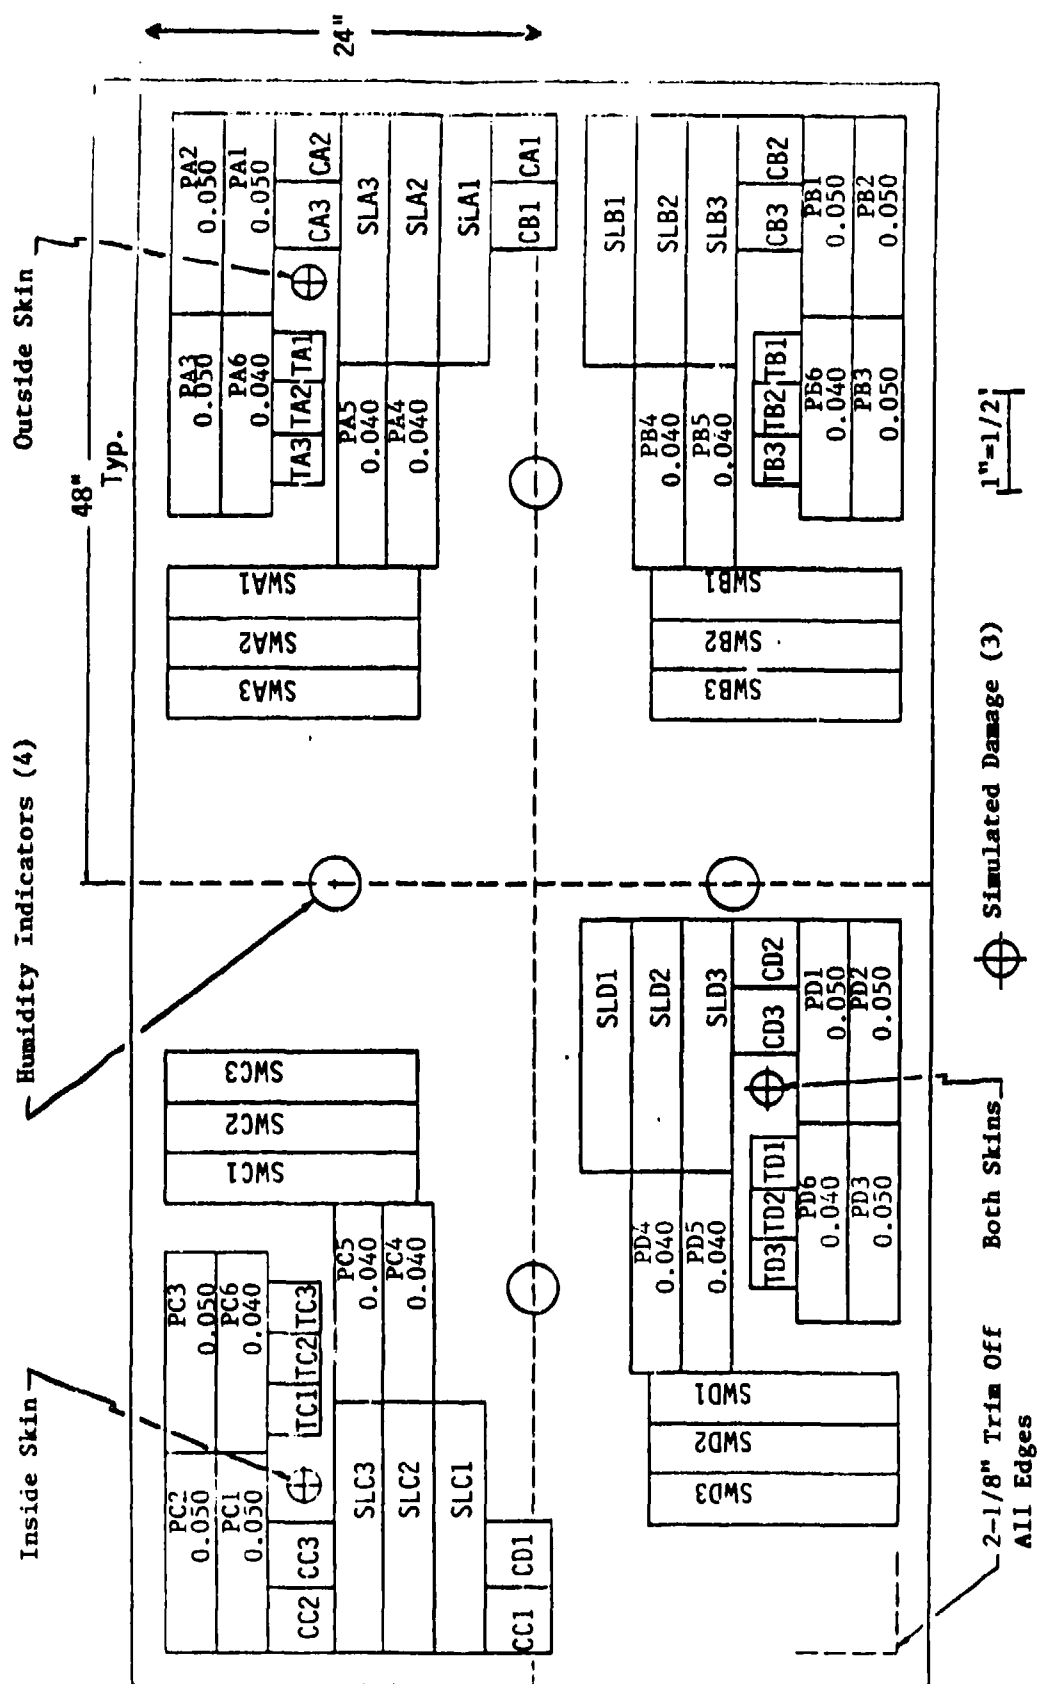 Inside Skin
Humidity Indicators (4)
Outside Skin
48"
Typ.
24"
PC2
0.050
PC3
0.050
PC1
0.050
PC6
0.040
CC2
CC3
TC1
TC2
TC3
SLC3
PC5
0.040
SLC2
PC4
0.040
SLC1
CC1
CD1
SWC1
SWC2
SWC3
PA3
0.050
PA2
0.050
PA6
0.040
PA1
0.050
TA3
TA2
TA1
CA3
CA2
PA5
0.040
SLA3
PA4
0.040
SLA2
SLA1
CB1
CA1
SWA3
SWA2
SWA1
SWD3
SWD2
SWD1
SLD1
PD4
0.040
SLD2
PD5
0.040
SLD3
TD3
TD2
TD1
CD3
CD2
PD6
0.040
PD1
0.050
PD3
0.050
PD2
0.050
SWB3
SWB2
SWB1
SLB1
PB4
0.040
SLB2
PB5
0.040
SLB3
TB3
TB2
TB1
CB3
CB2
PB6
0.040
PB1
0.050
PB3
0.050
PB2
0.050
2-1/8" Trim Off
All Edges
Both Skins
Simulated Damage (3)
1"=1/2